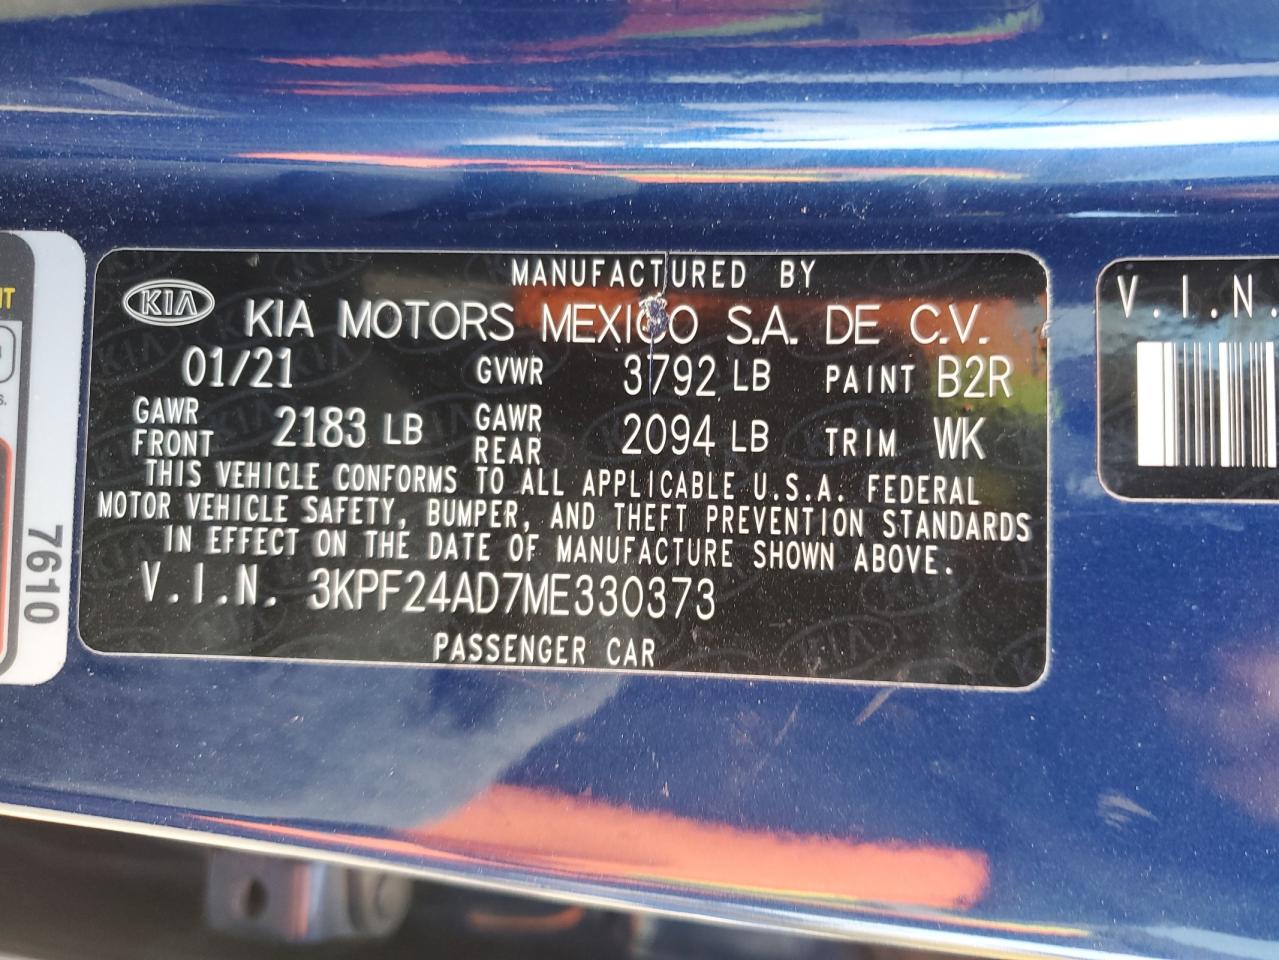 MANUFACTURED BY
KIA KIA MOTORS MEXICO S.A. DE C.V.
01/21 GVWR 3792 LB PAINT B2R
GAWR FRONT 2183 LB GAWR REAR 2094 LB TRIM WK
THIS VEHICLE CONFORMS TO ALL APPLICABLE U.S.A. FEDERAL
MOTOR VEHICLE SAFETY, BUMPER, AND THEFT PREVENTION STANDARDS
IN EFFECT ON THE DATE OF MANUFACTURE SHOWN ABOVE.
V.I.N. 3KPF24AD7ME330373
PASSENGER CAR
7610
V.I.N.